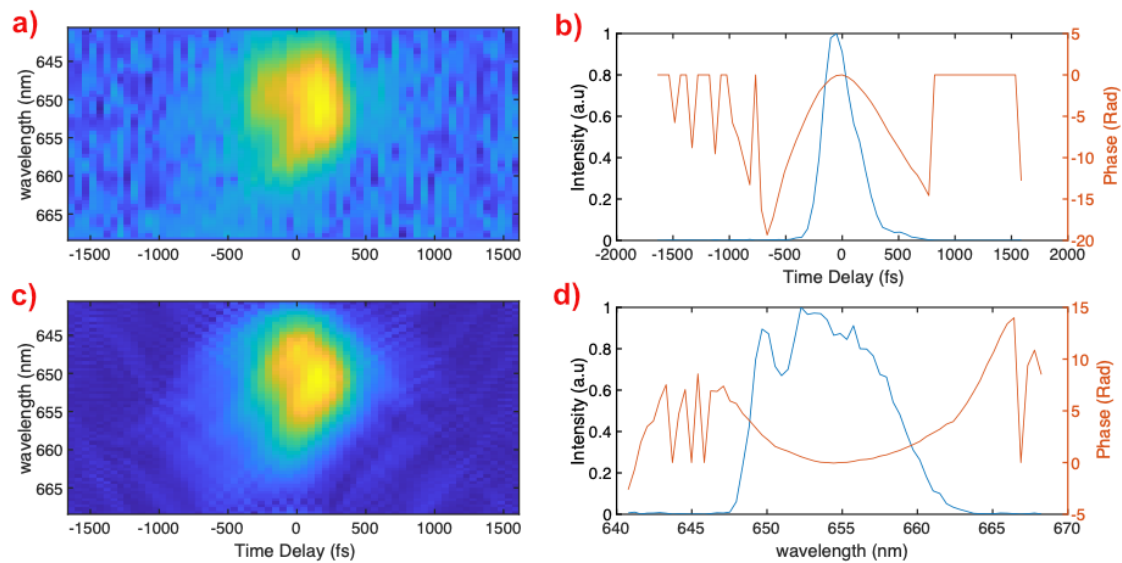 a)
645
650
655
660
665
wavelength (nm)
-1500 -1000 -500 0 500 1000 1500
b)
1
0.8
0.6
0.4
0.2
0
Intensity (a.u)
5
0
-5
-10
-15
-20
Phase (Rad)
-2000 -1500 -1000 -500 0 500 1000 1500 2000
Time Delay (fs)
c)
645
650
655
660
665
wavelength (nm)
-1500 -1000 -500 0 500 1000 1500
Time Delay (fs)
d)
1
0.8
0.6
0.4
0.2
0
Intensity (a.u)
15
10
5
0
-5
Phase (Rad)
640 645 650 655 660 665 670
wavelength (nm)